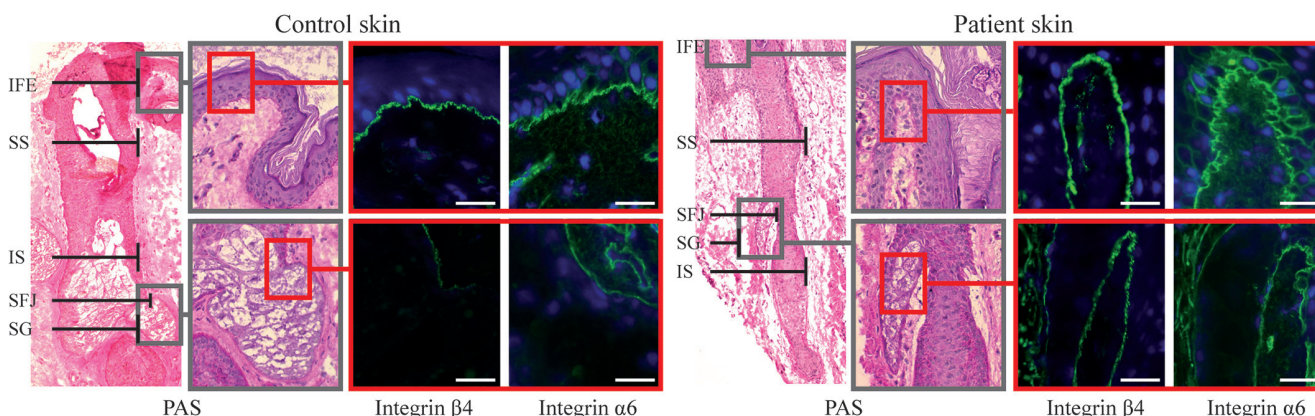 Control skin
Patient skin
IFE
SS
IS
SFJ
SG
IFE
SS
SFJ
SG
IS
PAS
Integrin β4
Integrin α6
PAS
Integrin β4
Integrin α6